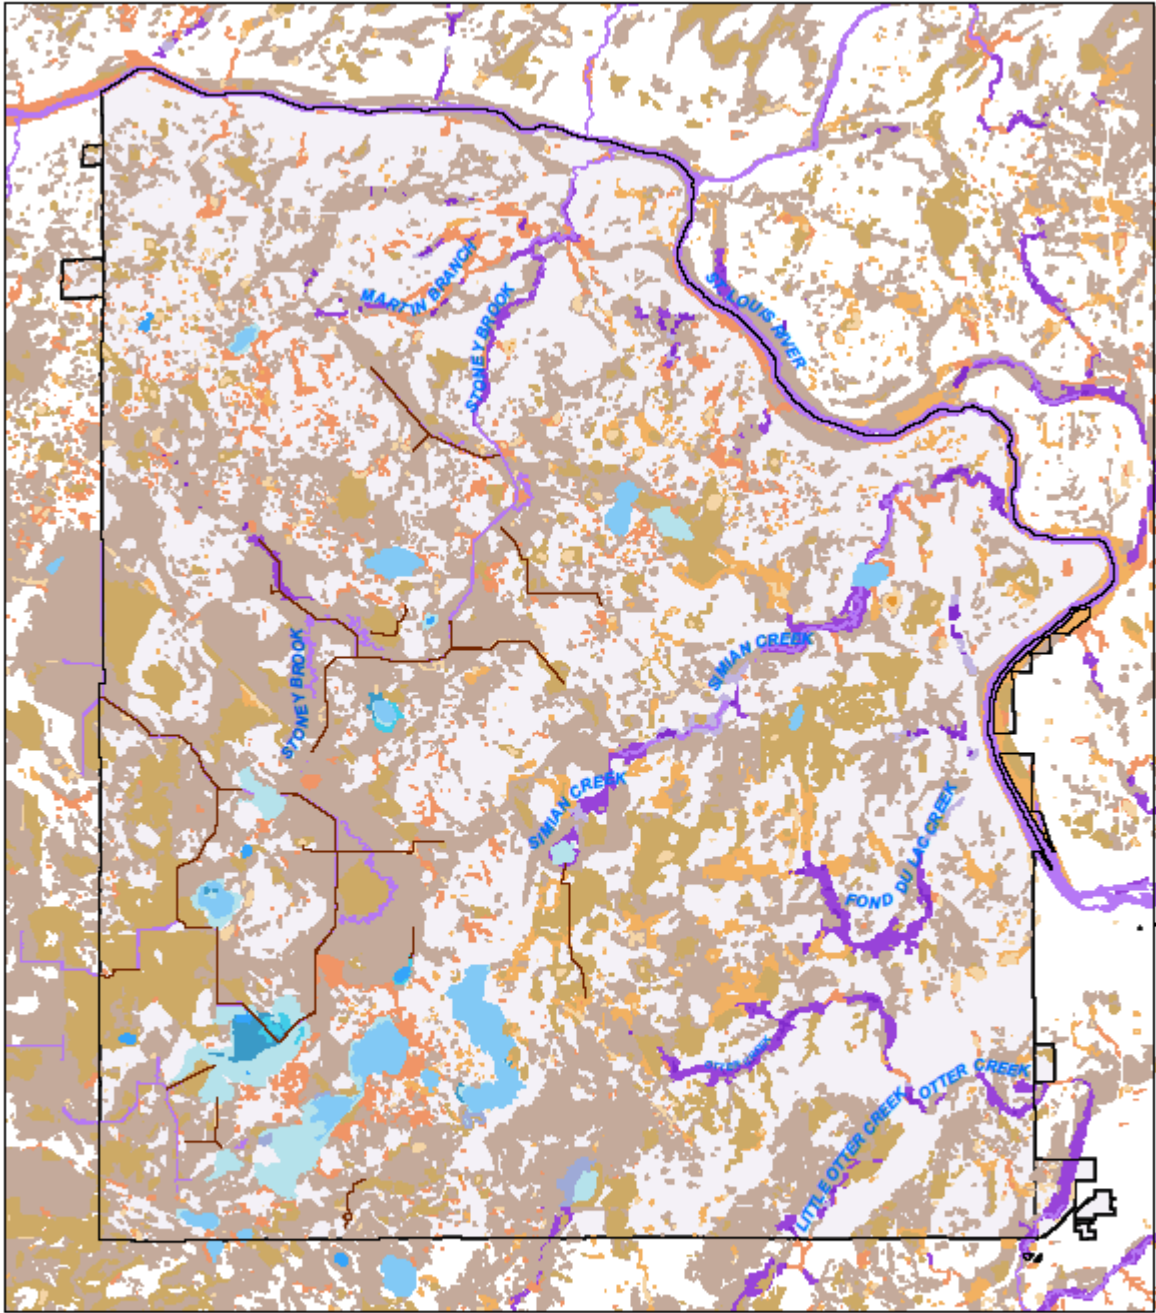 MARTIN BRANCH
STONEY BROOK
ST LOUIS RIVER
SIMIAN CREEK
STONEY BROOK
SIMIAN CREEK
FOND DU LAC CREEK
OTTER CREEK
LITTLE OTTER CREEK